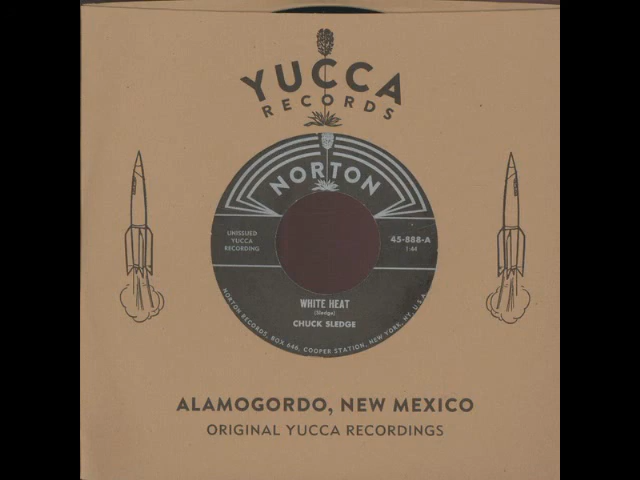 YUCCA
RECORDS
NORTON
UNISSUED
YUCCA
RECORDING
45-888-A
1:44
WHITE HEAT
(Sledge)
CHUCK SLEDGE
NORTON RECORDS, BOX 646, COOPER STATION, NEW YORK, NY, U.S.A.
ALAMOGORDO, NEW MEXICO
ORIGINAL YUCCA RECORDINGS